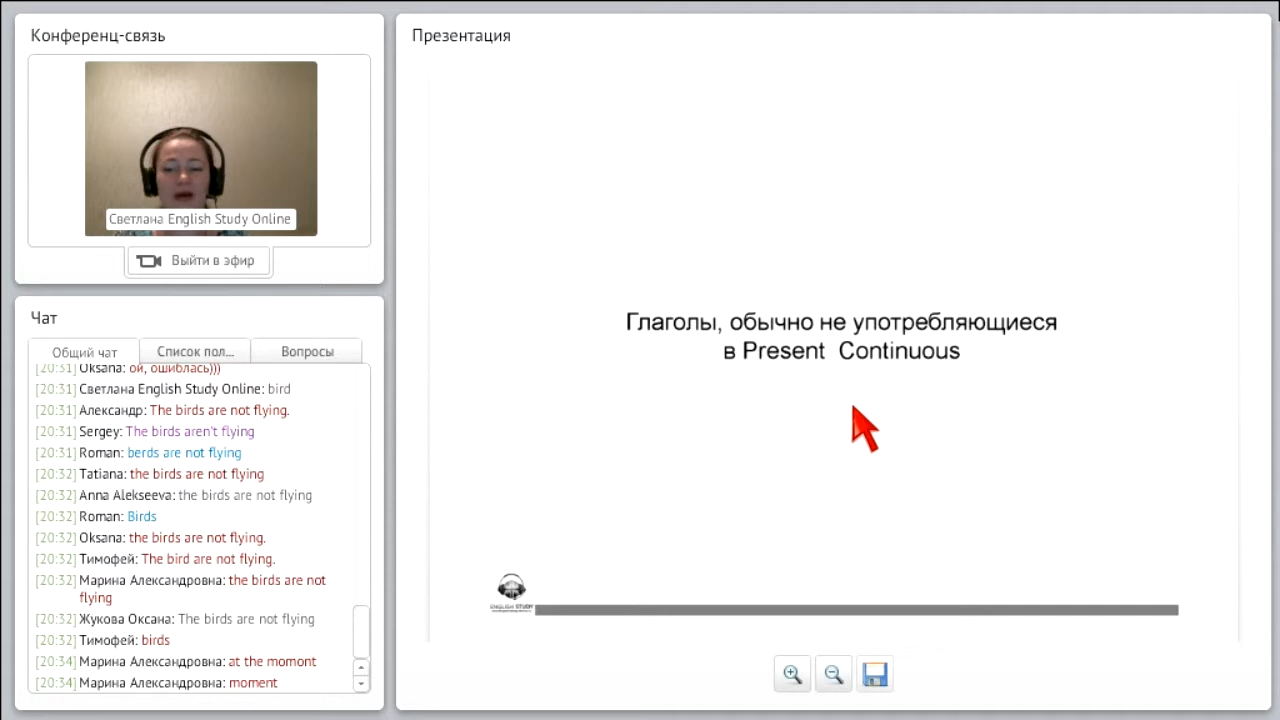 Конференц-связь
Светлана English Study Online
Выйти в эфир
Чат
Общий чат
Список пол...
Вопросы
[20:31] Oksana: ой, ошиблась)))
[20:31] Светлана English Study Online: bird
[20:31] Александр: The birds are not flying.
[20:31] Sergey: The birds aren't flying
[20:31] Roman: berds are not flying
[20:32] Tatiana: the birds are not flying
[20:32] Anna Alekseeva: the birds are not flying
[20:32] Roman: Birds
[20:32] Oksana: the birds are not flying.
[20:32] Тимофей: The bird are not flying.
[20:32] Марина Александровна: the birds are not
flying
[20:32] Жукова Оксана: The birds are not flying
[20:32] Тимофей: birds
[20:34] Марина Александровна: at the momont
[20:34] Марина Александровна: moment
Презентация
Глаголы, обычно не употребляющиеся
в Present Continuous
ENGLISH STUDY